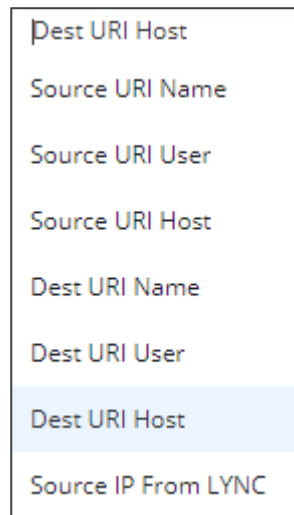 Dest URI Host
Source URI Name
Source URI User
Source URI Host
Dest URI Name
Dest URI User
Dest URI Host
Source IP From LYNC